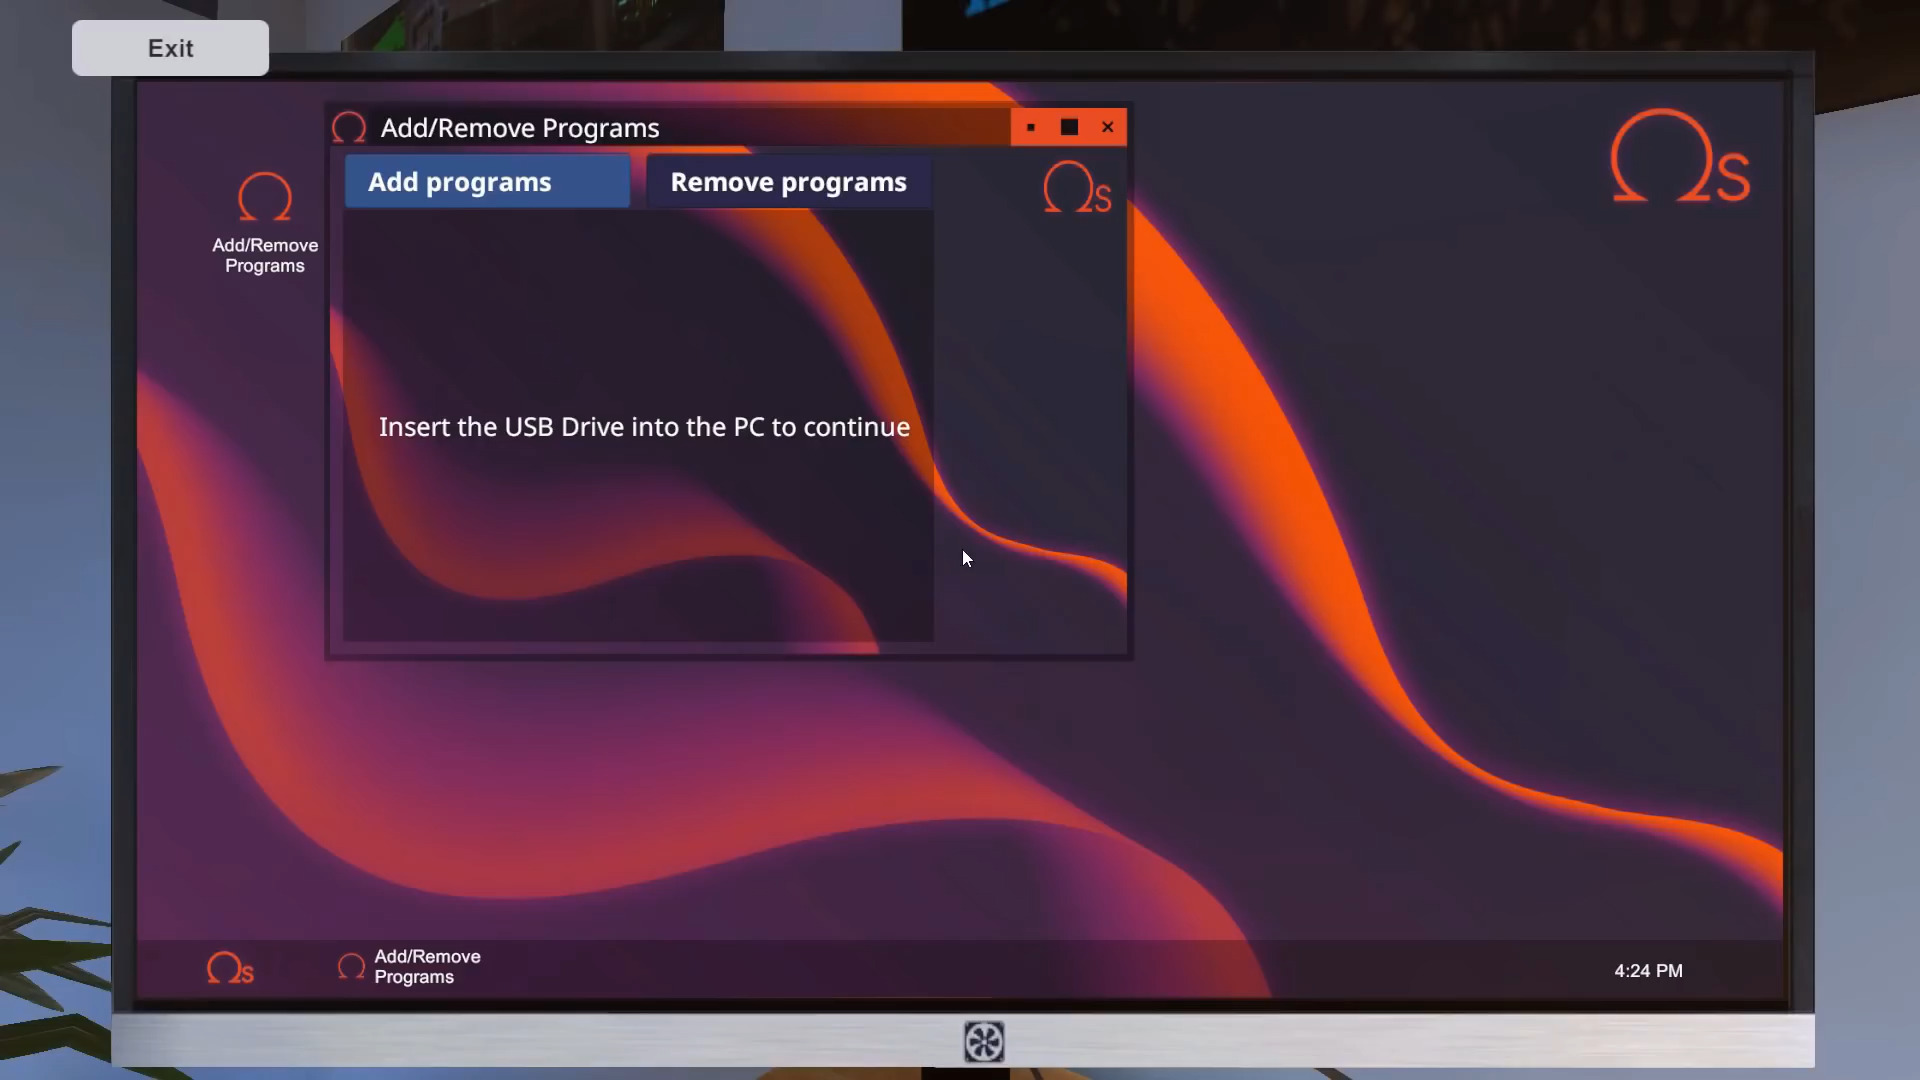 Exit
Add/Remove Programs
Add programs
Remove programs
Ωs
Ωs
Add/Remove
Programs
Insert the USB Drive into the PC to continue
Ωs
Add/Remove
Programs
4:24 PM